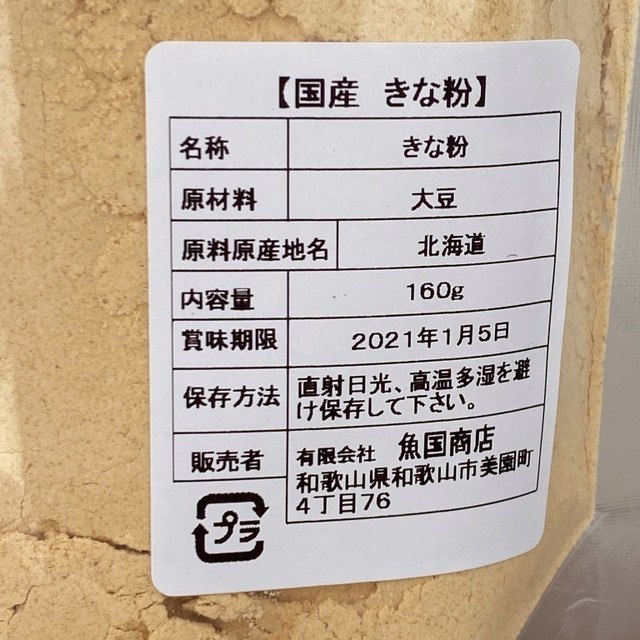 【国産 きな粉】
名称 きな粉
原材料 大豆
原料原産地名 北海道
内容量 160g
賞味期限 2021年1月5日
保存方法 直射日光、高温多湿を避
け保存して下さい。
販売者 有限会社 魚国商店
和歌山県和歌山市美園町
4丁目76
プラ